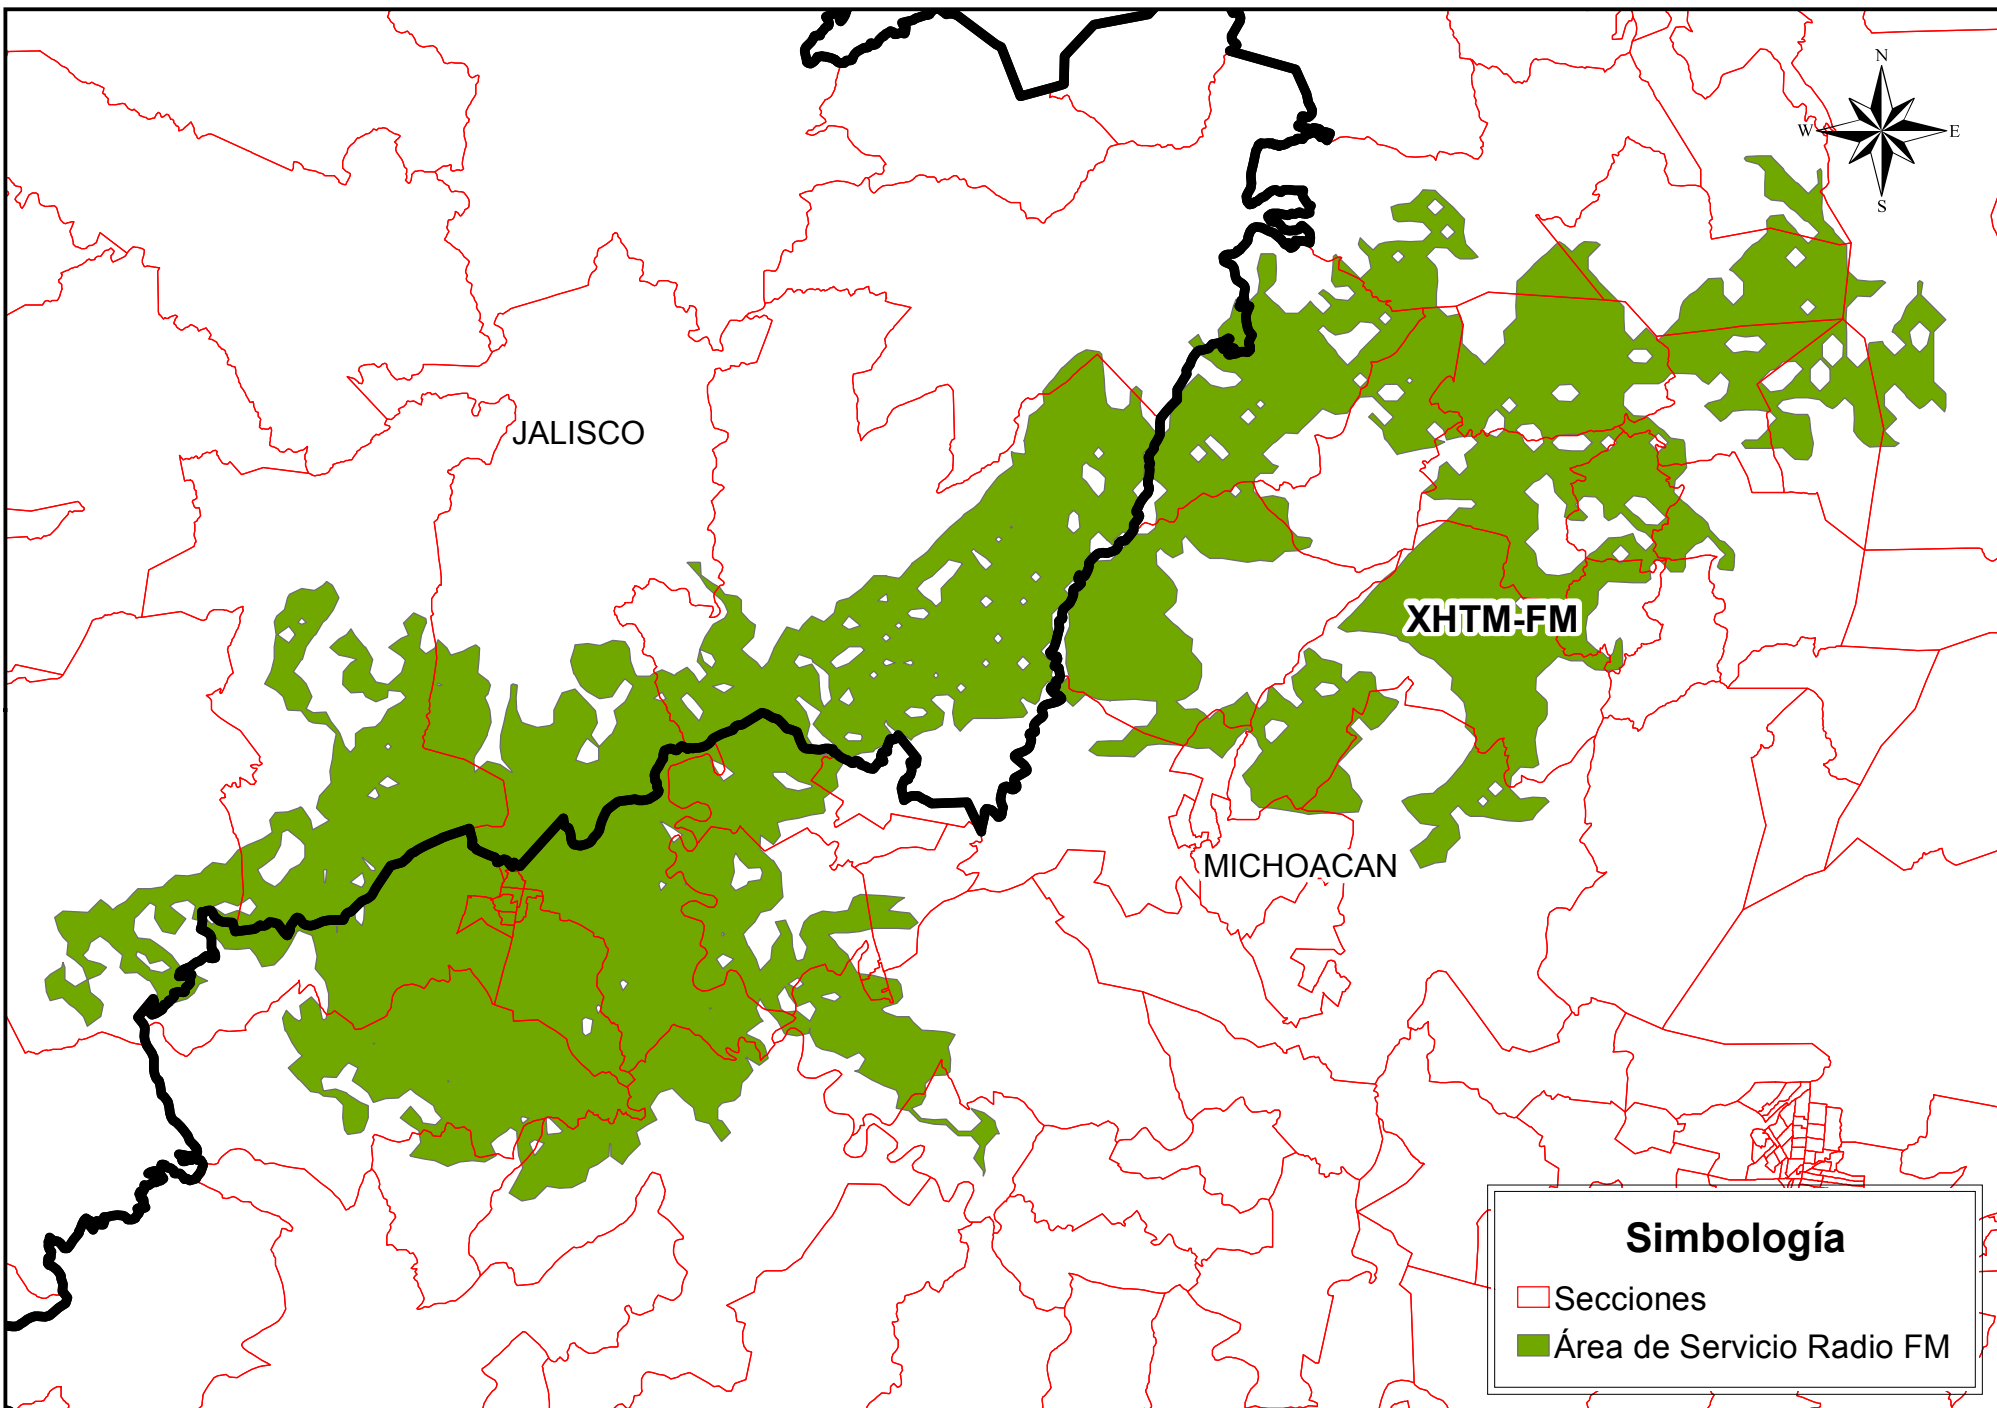 N
W E
S
JALISCO
XHTM-FM
MICHOACAN
Simbología
Secciones
Área de Servicio Radio FM